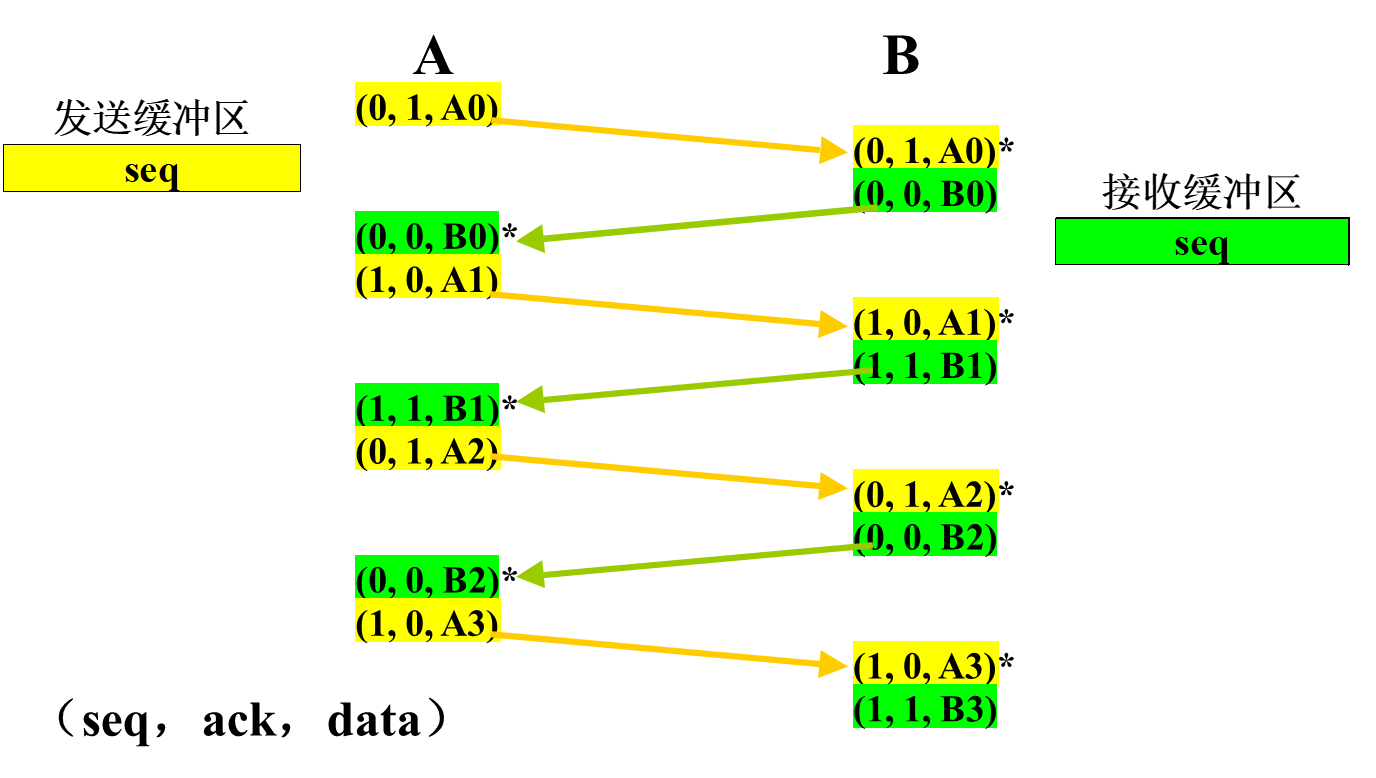 A
B
(0, 1, A0)
发送缓冲区
(0, 1, A0)*
seq
(0, 0, B0)
接收缓冲区
(0, 0, B0)*
seq
(1, 0, A1)
(1, 0, A1)*
(1, 1, B1)
(1, 1, B1)*
(0, 1, A2)
(0, 1, A2)*
(0, 0, B2)
(0, 0, B2)*
(1, 0, A3)
(1, 0, A3)*
(1, 1, B3)
（seq，ack，data）